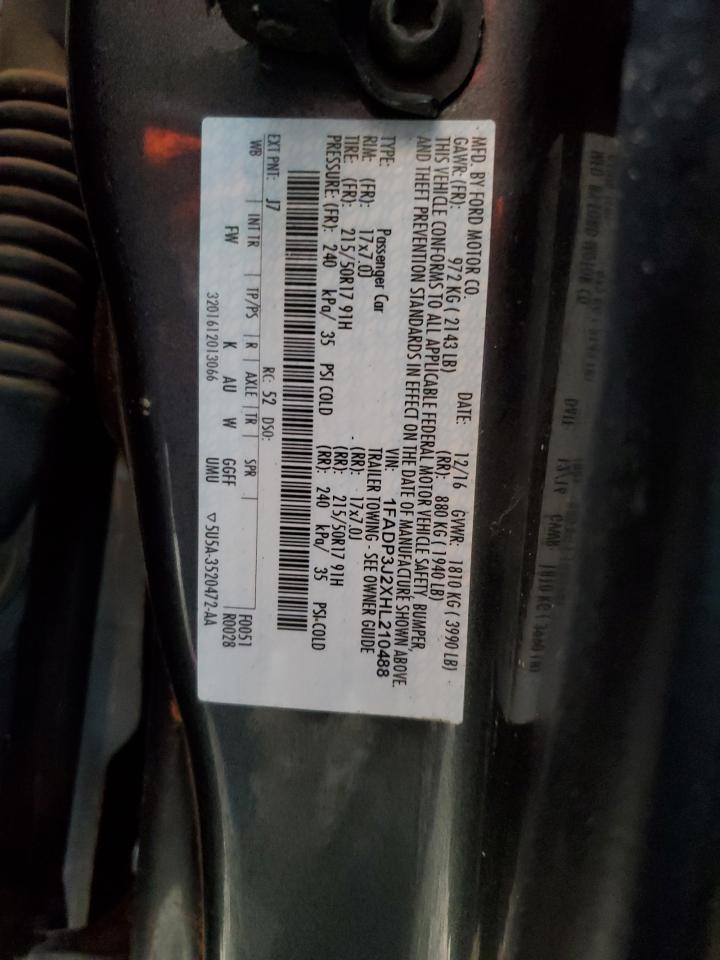 MFD. BY FORD MOTOR CO.
DATE: 12/16 GVWR: 1810 KG ( 3990 LB)
GAWR:(FR): 972 KG ( 2143 LB) (RR): 880 KG ( 1940 LB)
THIS VEHICLE CONFORMS TO ALL APPLICABLE FEDERAL MOTOR VEHICLE SAFETY, BUMPER,
AND THEFT PREVENTION STANDARDS IN EFFECT ON THE DATE OF MANUFACTURE SHOWN ABOVE.
VIN: 1FADP3J2XHL210488
TYPE: Passenger Car TRAILER TOWING - SEE OWNER GUIDE
RIM: (FR): 17x7.0J (RR): 17x7.0J
TIRE: (FR): 215/50R17 91H (RR): 215/50R17 91H
PRESSURE: (FR): 240 kPa/ 35 PSI COLD (RR): 240 kPa/ 35 PSI-COLD
EXT PNT: J7 RC: 52 DSO: F0051
WB INT TR TP/PS R AXLE TR SPR R0028
FW K AU W GGFF
UMU
3201612013066 ▽5U5A-3520472-AA